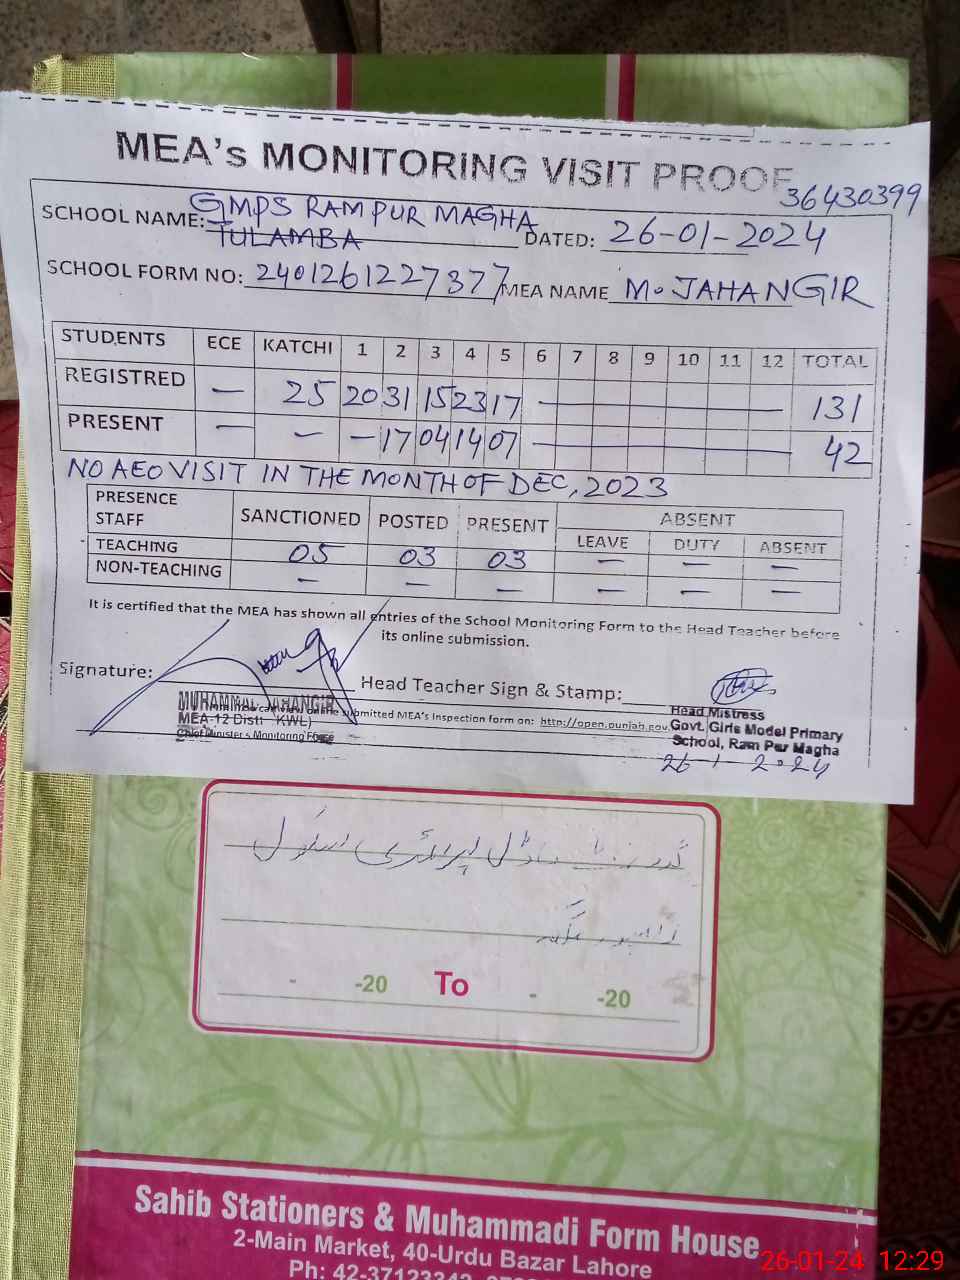 MEA's MONITORING VISIT PROOF
36430399
SCHOOL NAME: GMPS RAMPUR MAGHA
TULAMBA DATED: 26-01-2024
SCHOOL FORM NO: 2401261227377 MEA NAME M. JAHANGIR
STUDENTS ECE KATCHI 1 2 3 4 5 6 7 8 9 10 11 12 TOTAL
REGISTRED — 25 20 31 15 23 17 — 131
PRESENT — — — 17 04 14 07 — 42
NO AEO VISIT IN THE MONTH OF DEC, 2023
PRESENCE STAFF SANCTIONED POSTED PRESENT ABSENT
LEAVE DUTY ABSENT
TEACHING 05 03 03 — — —
NON-TEACHING — — — — — —
It is certified that the MEA has shown all entries of the School Monitoring Form to the Head Teacher before
its online submission.
Signature: Head Teacher Sign & Stamp:
MUHAMMAD JAHANGIR
submitted MEA's inspection form on: http://open.punjab.gov.
MEA-12 Distt KWL)
Chief Minister's Monitoring Force
Head Mistress
Govt. Girls Model Primary
School, Ram Pur Magha
26-1-2024
گورنمنٹ ماڈل پرائمری سکول
- -20 To - -20
Sahib Stationers & Muhammadi Form House
2-Main Market, 40-Urdu Bazar Lahore
Ph: 42-37123342,
26-01-24 12:29